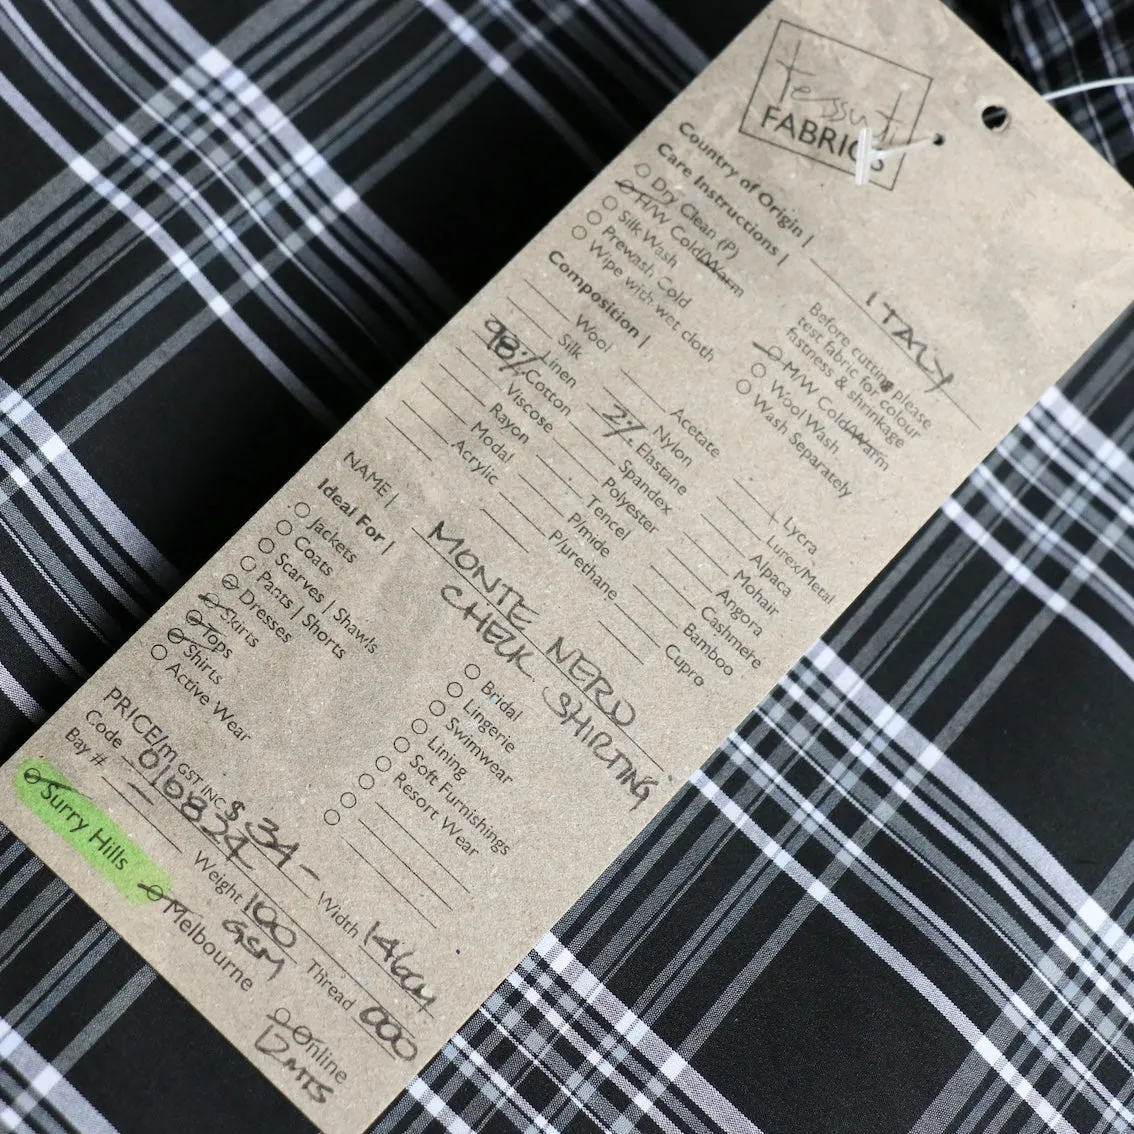 tessuti
FABRICS
Country of Origin | ITALY
Care Instructions |
Dry Clean (P)
H/W Cold/Warm
Silk Wash
Prewash Cold
Wipe with wet cloth
Before cutting please
test fabric for colour
fastness & shrinkage
M/W Cold/Warm
Wool Wash
Wash Separately
Composition |
Wool
Silk
Linen
98% Cotton
Viscose
Rayon
Modal
Acrylic
Acetate
Nylon
2% Elastane
Spandex
Polyester
Tencel
P/mide
P/urethane
Lycra
Lurex/Metal
Alpaca
Mohair
Angora
Cashmere
Bamboo
Cupro
NAME | MONTE NERO
CHECK SHIRTING
Ideal For |
Jackets
Coats
Scarves | Shawls
Pants | Shorts
Dresses
Skirts
Tops
Shirts
Active Wear
Bridal
Lingerie
Swimwear
Lining
Soft Furnishings
Resort Wear
PRICE/m GST INC. $34-
Code 016824
Width 146cm
Bay # -
Weight 100
GSM
Thread 000
Surry Hills
Melbourne
Online
12 MTS